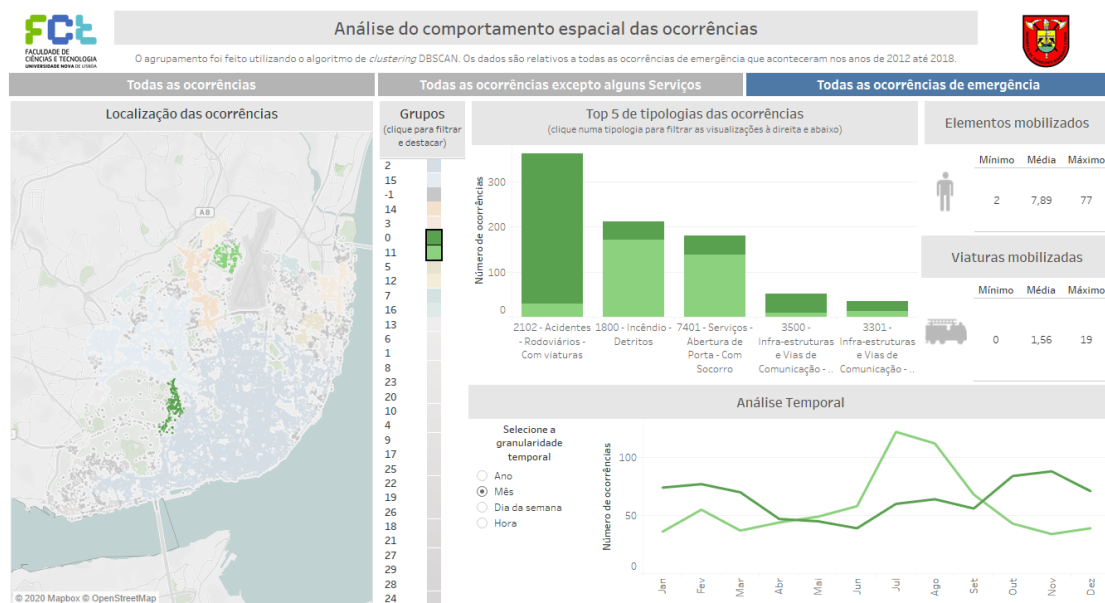 FCt
FACULDADE DE
CIÊNCIAS E TECNOLOGIA
UNIVERSIDADE NOVA DE LISBOA
Análise do comportamento espacial das ocorrências
O agrupamento foi feito utilizando o algoritmo de clustering DBSCAN. Os dados são relativos a todas as ocorrências de emergência que aconteceram nos anos de 2012 até 2018.
Todas as ocorrências
Todas as ocorrências excepto alguns Serviços
Todas as ocorrências de emergência
Localização das ocorrências
A8
© 2020 Mapbox © OpenStreetMap
Grupos
(clique para filtrar
e destacar)
2
15
-1
14
3
0
11
5
12
7
16
13
6
1
8
23
20
10
4
9
17
25
22
19
26
18
21
27
29
28
24
Top 5 de tipologias das ocorrências
(clique numa tipologia para filtrar as visualizações à direita e abaixo)
Número de ocorrências
300
200
100
0
2102 - Acidentes
- Rodoviários -
Com viaturas
1800 - Incêndio -
Detritos
7401 - Serviços -
Abertura de
Porta - Com
Socorro
3500 -
Infra-estruturas
e Vias de
Comunicação - ..
3301 -
Infra-estruturas
e Vias de
Comunicação - ..
Elementos mobilizados
Mínimo Média Máximo
2 7,89 77
Viaturas mobilizadas
Mínimo Média Máximo
0 1,56 19
Análise Temporal
Selecione a
granularidade
temporal
Ano
Mês
Dia da semana
Hora
Número de ocorrências
100
50
0
Jan Fev Mar Abr Mai Jun Jul Ago Set Out Nov Dez